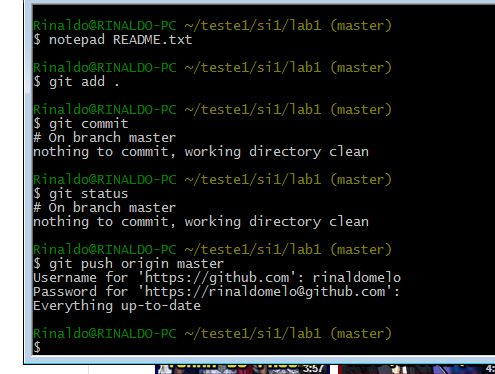 Rinaldo@RINALDO-PC ~/teste1/si1/lab1 (master)
$ notepad README.txt
Rinaldo@RINALDO-PC ~/teste1/si1/lab1 (master)
$ git add .
Rinaldo@RINALDO-PC ~/teste1/si1/lab1 (master)
$ git commit
# On branch master
nothing to commit, working directory clean
Rinaldo@RINALDO-PC ~/teste1/si1/lab1 (master)
$ git status
# On branch master
nothing to commit, working directory clean
Rinaldo@RINALDO-PC ~/teste1/si1/lab1 (master)
$ git push origin master
Username for 'https://github.com': rinaldomelo
Password for 'https://rinaldomelo@github.com':
Everything up-to-date
Rinaldo@RINALDO-PC ~/teste1/si1/lab1 (master)
$
3:57